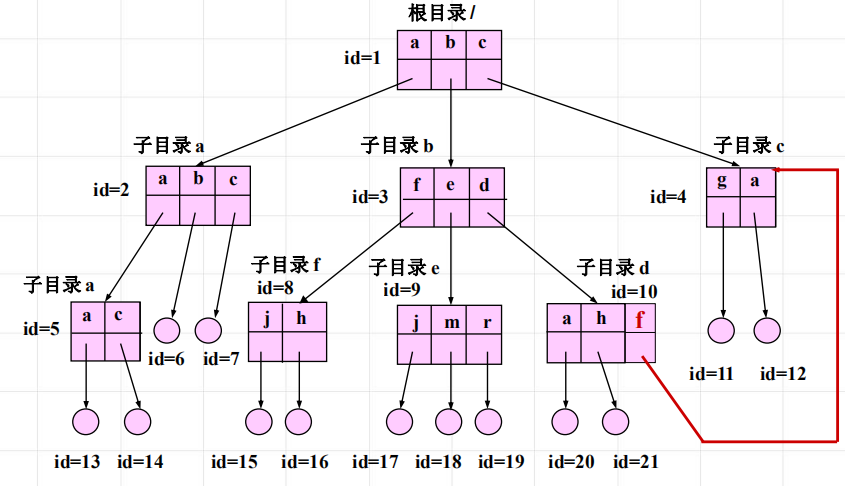 根目录 /
a b c
id=1
子目录 a
子目录 b
子目录 c
a b c
id=2
f e d
id=3
g a
id=4
子目录 a
子目录 f
id=8
子目录 e
id=9
子目录 d
id=10
a c
id=5
id=6
id=7
j h
j m r
a h f
id=11
id=12
id=13
id=14
id=15
id=16
id=17
id=18
id=19
id=20
id=21